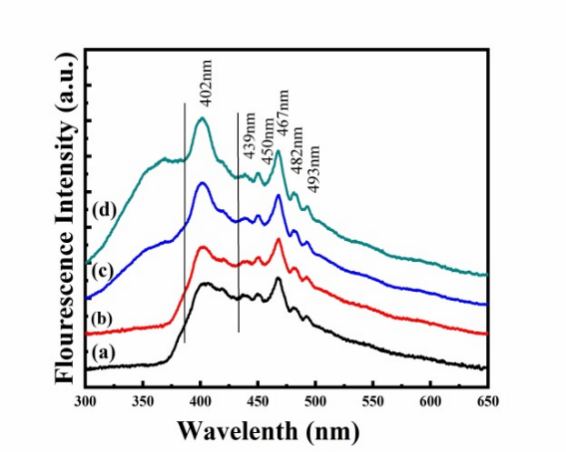 Flourescence Intensity (a.u.)
402nm
439nm
450nm
467nm
482nm
493nm
(d)
(c)
(b)
(a)
300 350 400 450 500 550 600 650
Wavelenth (nm)